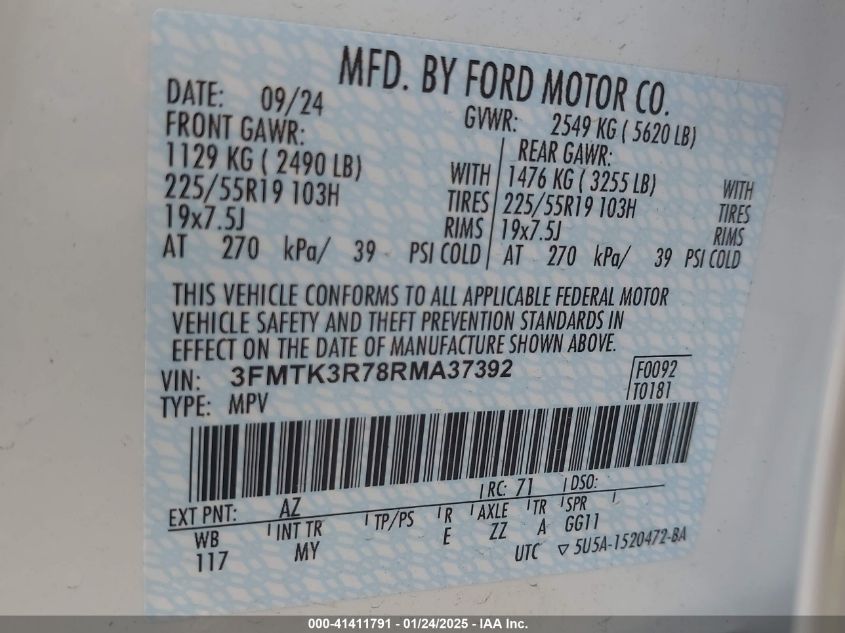 MFD. BY FORD MOTOR CO.
DATE: 09/24 GVWR: 2549 KG ( 5620 LB)
FRONT GAWR: REAR GAWR:
1129 KG ( 2490 LB) WITH 1476 KG ( 3255 LB) WITH
225/55R19 103H TIRES 225/55R19 103H TIRES
19x7.5J RIMS 19x7.5J RIMS
AT 270 kPa/ 39 PSI COLD AT 270 kPa/ 39 PSI COLD
THIS VEHICLE CONFORMS TO ALL APPLICABLE FEDERAL MOTOR
VEHICLE SAFETY AND THEFT PREVENTION STANDARDS IN
EFFECT ON THE DATE OF MANUFACTURE SHOWN ABOVE.
VIN: 3FMTK3R78RMA37392 F0092
TYPE: MPV T0181
EXT PNT: AZ RC: 71 DSO:
WB INT TR TP/PS R AXLE TR SPR
117 MY E ZZ A GG11
UTC ▽ 5U5A-1520472-BA
000-41411791 - 01/24/2025 - IAA Inc.